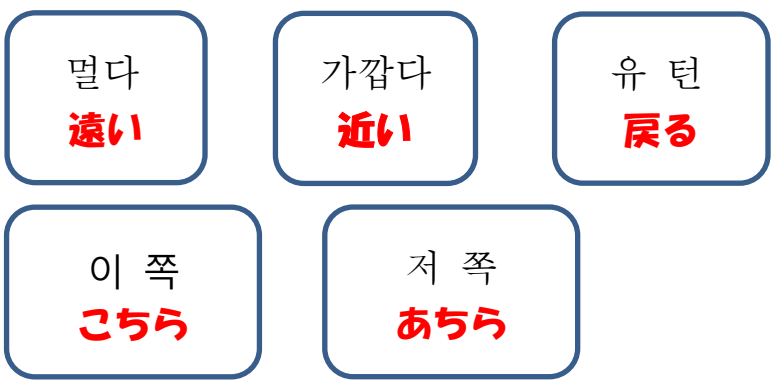 멀다
遠い
가깝다
近い
유 턴
戻る
이 쪽
こちら
저 쪽
あちら